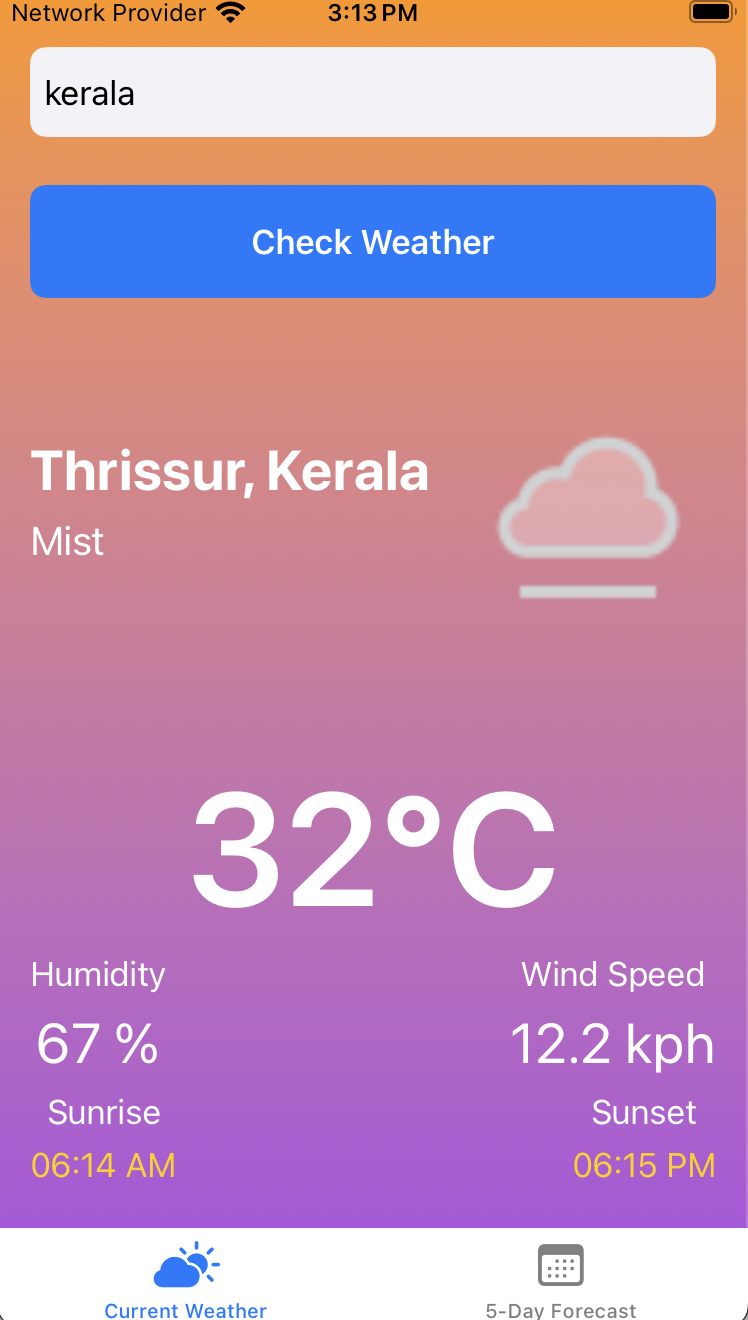 Network Provider 3:13 PM
kerala
Check Weather
Thrissur, Kerala
Mist
32°C
Humidity Wind Speed
67 % 12.2 kph
Sunrise Sunset
06:14 AM 06:15 PM
Current Weather 5-Day Forecast